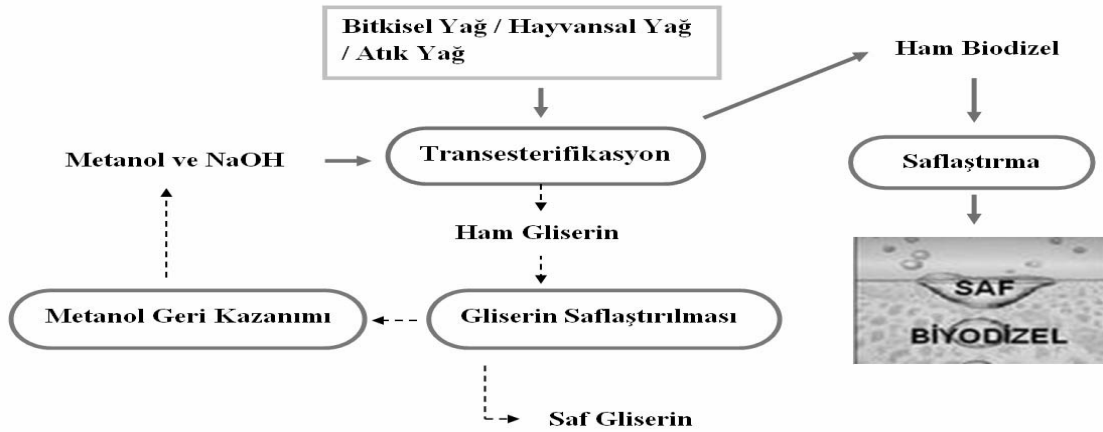 Bitkisel Yağ / Hayvansal Yağ
/ Atık Yağ
Ham Biodizel
Metanol ve NaOH
Transesterifikasyon
Saflaştırma
Ham Gliserin
Metanol Geri Kazanımı
Gliserin Saflaştırılması
SAF
BİYODİZEL
Saf Gliserin